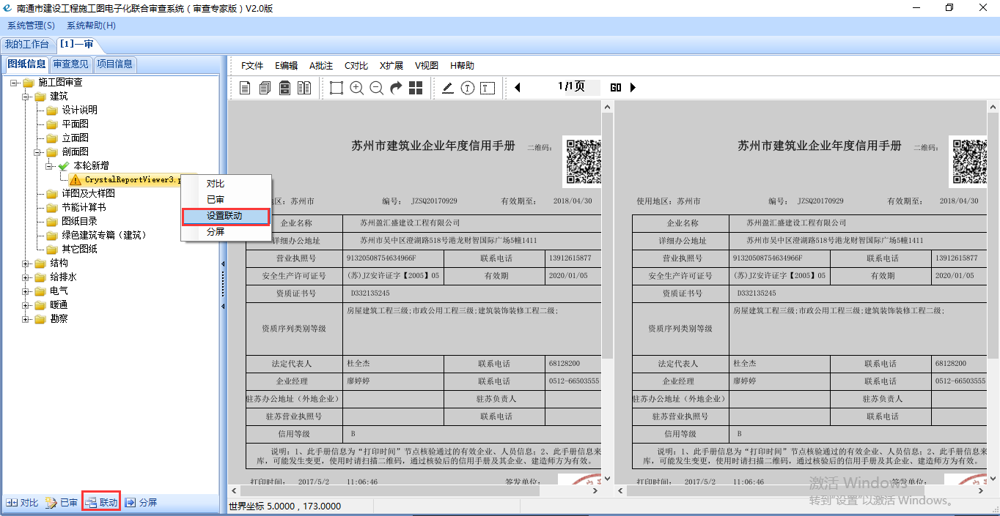 南通市建设工程施工图电子化联合审查系统（审查专家版）V2.0版
系统管理(S) 系统帮助(H)
我的工作台 [1]一审
图纸信息 审查意见 项目信息
施工图审查
建筑
设计说明
平面图
立面图
剖面图
本轮新增
CrystalReportViewer3.p
详图及大样图
节能计算书
图纸目录
绿色建筑专篇（建筑）
其它图纸
结构
给排水
电气
暖通
勘察
对比
已审
设置联动
分屏
对比 已审 联动 分屏
F文件 E编辑 A批注 C对比 X扩展 V视图 H帮助
1/1页 GO
苏州市建筑业企业年度信用手册 二维码:
区: 苏州市 编号: JZSQ20170929 有效期至: 2018/04/30
企业名称 苏州盈汇盛建设工程有限公司
详细办公地址 苏州市吴中区澄湖路518号港龙财智国际广场5幢1411
营业执照号 91320508754634966F 联系电话 13912615877
安全生产许可证号 (苏)JZ安许证字【2005】05 有效期 2020/01/05
资质证书号 D332135245
资质序列类别等级 房屋建筑工程三级;市政公用工程三级;建筑装饰装修工程二级;
法定代表人 杜全杰 联系电话 68128200
企业经理 廖婷婷 联系电话 0512-66503555
驻苏办公地址（外地企业） 驻苏负责人
驻苏营业执照号 联系电话
信用等级 B
说明: 1、此手册信息为“打印时间”节点核验通过的有效企业、人员信息; 2、此手册信息来
库，可能发生变更，使用时请扫描二维码，通过核验后的信用手册及其企业、建造师方为有效。
打印时间: 2017/5/2 11:06:46 签发单位:
苏州市建筑业企业年度信用手册 二维码:
使用地区: 苏州市 编号: JZSQ20170929 有效期至: 2018/04/30
企业名称 苏州盈汇盛建设工程有限公司
详细办公地址 苏州市吴中区澄湖路518号港龙财智国际广场5幢1411
营业执照号 91320508754634966F 联系电话 13912615877
安全生产许可证号 (苏)JZ安许证字【2005】05 有效期 2020/01/05
资质证书号 D332135245
资质序列类别等级 房屋建筑工程三级;市政公用工程三级;建筑装饰装修工程二级;
法定代表人 杜全杰 联系电话 68128200
企业经理 廖婷婷 联系电话 0512-66503555
驻苏办公地址（外地企业） 驻苏负责人
驻苏营业执照号 联系电话
信用等级 B
说明: 1、此手册信息为“打印时间”节点核验通过的有效企业、人员信息; 2、此手册信息来
库，可能发生变更，使用时请扫描二维码，通过核验后的信用手册及其企业、建造师方为有效。
打印时间: 2017/5/2 11:06:46 签发单位:
激活 Windows
转到"设置"以激活 Windows。
世界坐标 5.0000 , 173.0000